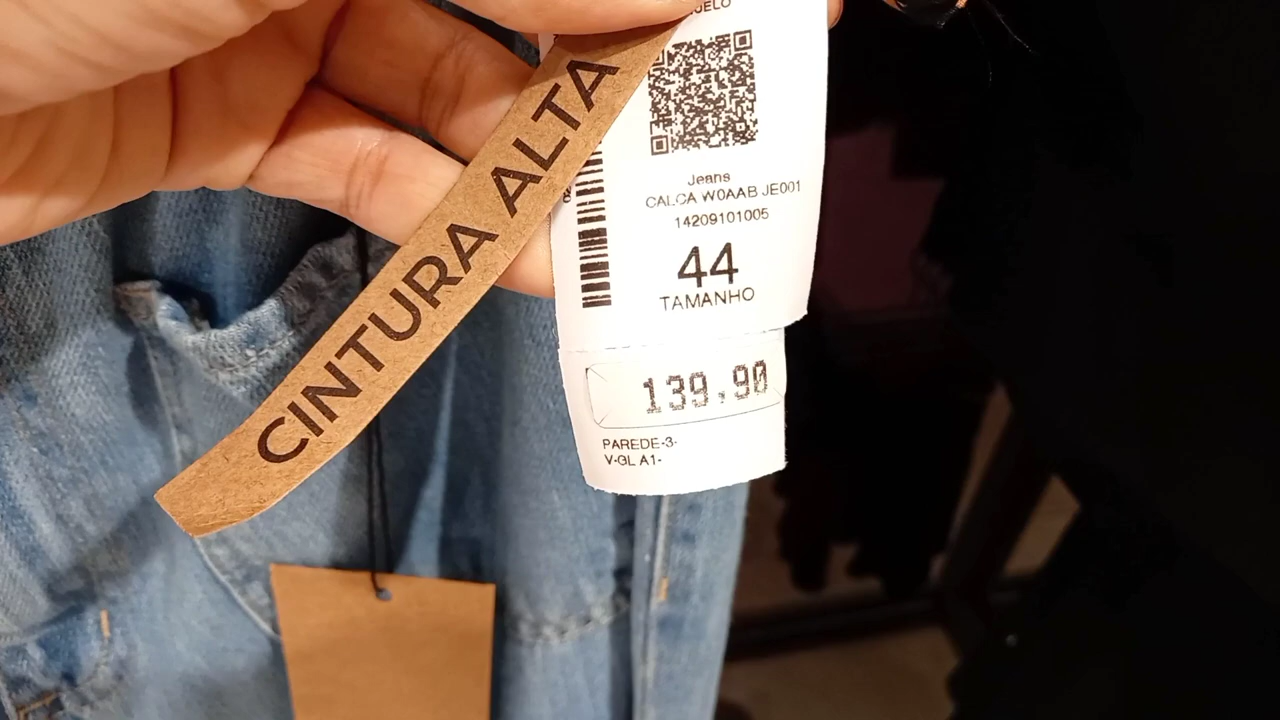 CINTURA ALTA
Jeans
CALCA W0AAB JE001
14209101005
44
TAMANHO
139,90
PAREDE-3-
V-GL A1-